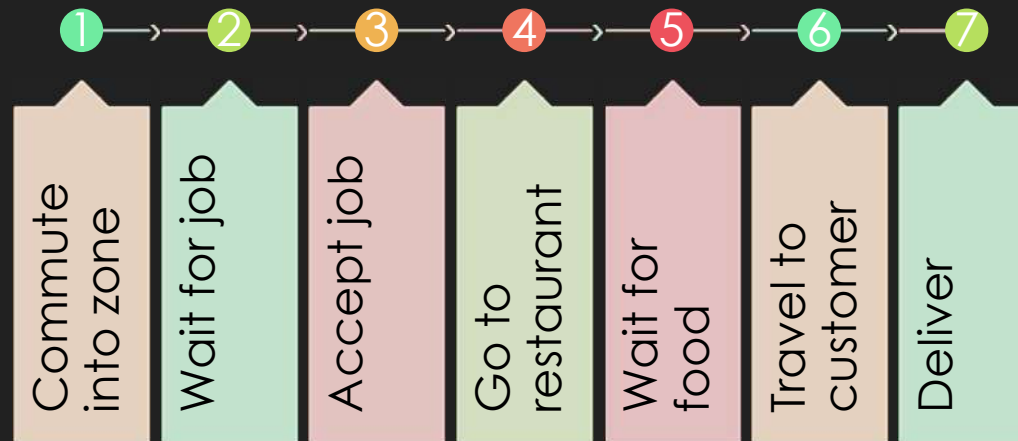 1
2
3
4
5
6
7
Commute
into zone
Wait for job
Accept job
Go to
restaurant
Wait for
food
Travel to
customer
Deliver